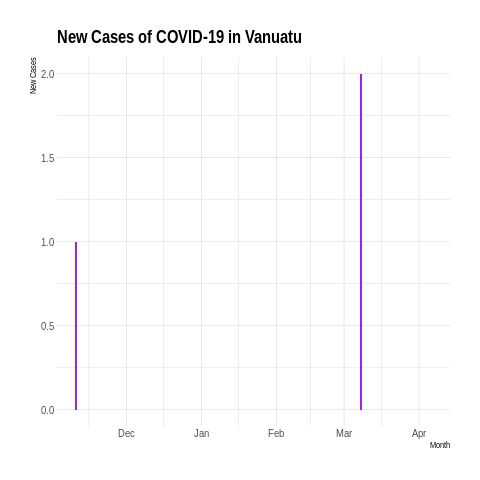 New Cases of COVID-19 in Vanuatu
New Cases
2.0
1.5
1.0
0.5
0.0
Dec Jan Feb Mar Apr
Month